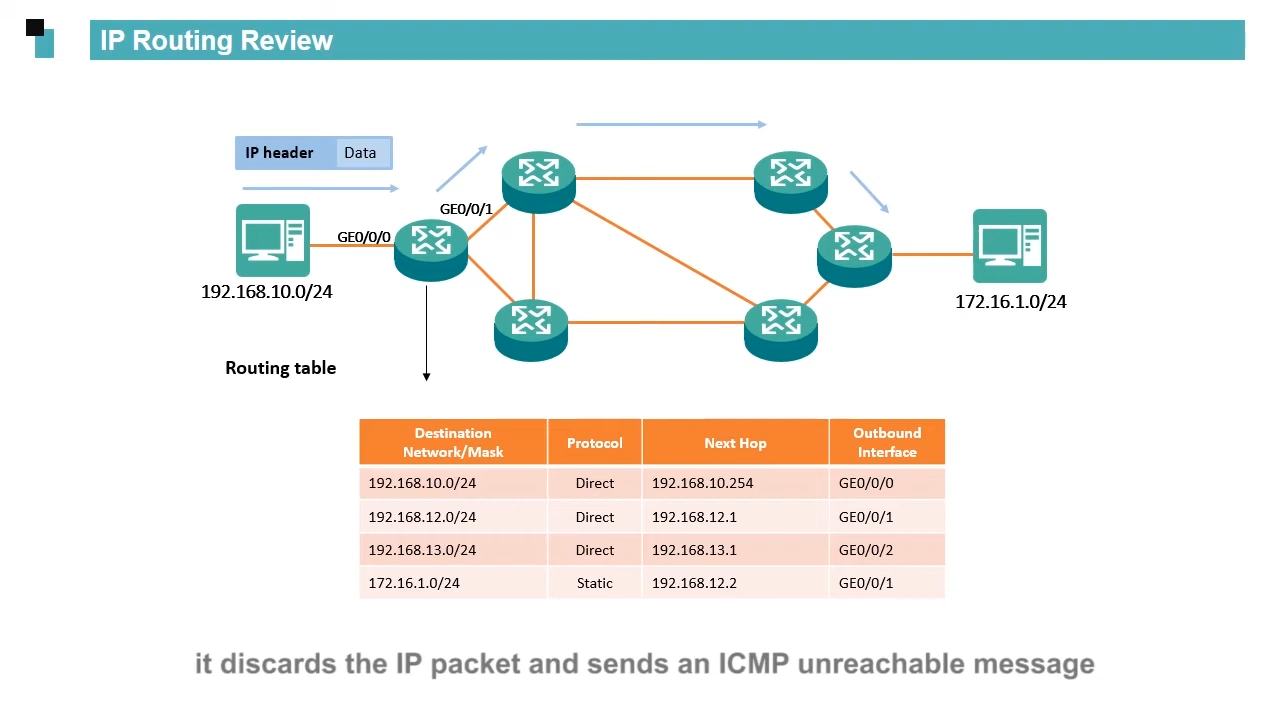 IP Routing Review
IP header Data
GE0/0/1
GE0/0/0
192.168.10.0/24
172.16.1.0/24
Routing table
Destination Network/Mask Protocol Next Hop Outbound Interface
192.168.10.0/24 Direct 192.168.10.254 GE0/0/0
192.168.12.0/24 Direct 192.168.12.1 GE0/0/1
192.168.13.0/24 Direct 192.168.13.1 GE0/0/2
172.16.1.0/24 Static 192.168.12.2 GE0/0/1
it discards the IP packet and sends an ICMP unreachable message